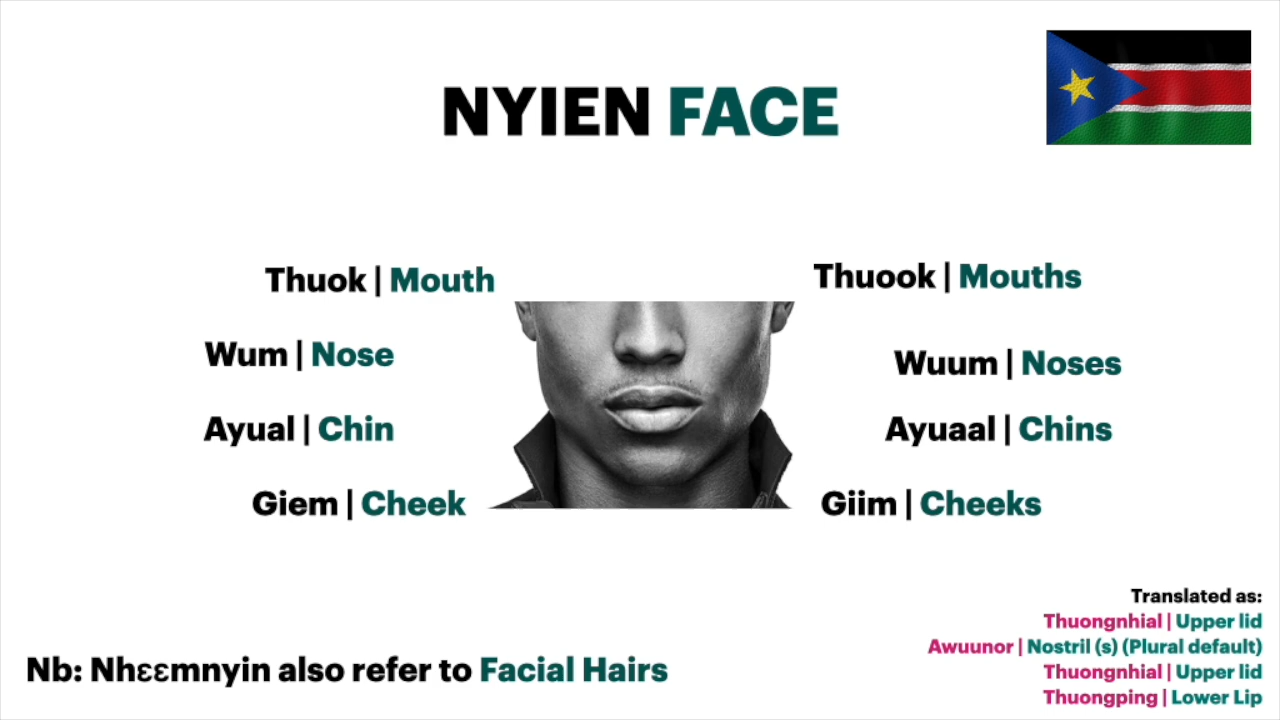 NYIEN FACE
Thuok | Mouth
Wum | Nose
Ayual | Chin
Giem | Cheek
Thuook | Mouths
Wuum | Noses
Ayuaal | Chins
Giim | Cheeks
Translated as:
Thuongnhial | Upper lid
Awuunor | Nostril (s) (Plural default)
Thuongnhial | Upper lid
Thuongping | Lower Lip
Nb: Nhɛɛmnyin also refer to Facial Hairs